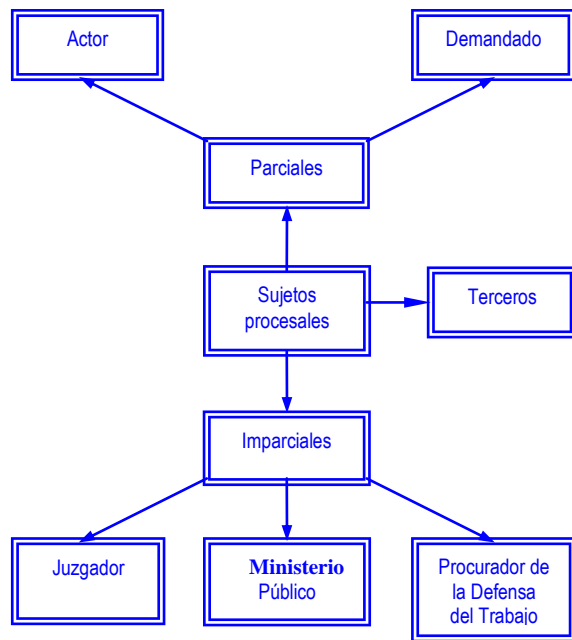 Actor
Demandado
Parciales
Sujetos
procesales
Terceros
Imparciales
Juzgador
Ministerio
Público
Procurador de
la Defensa
del Trabajo